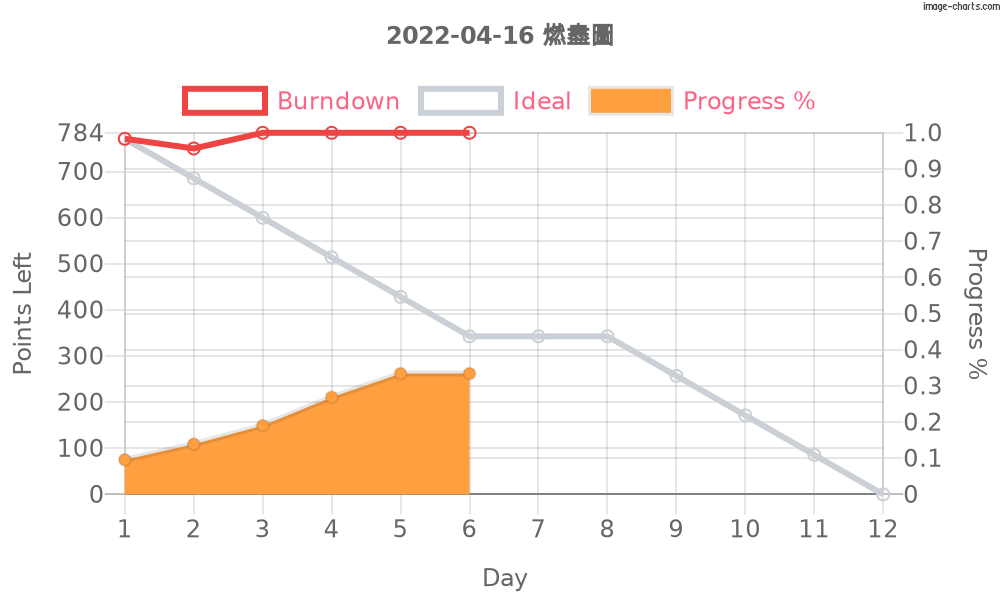 image-charts.com
2022-04-16 燃盡圖
Burndown Ideal Progress %
784 1.0
700 0.9
600 0.8
500 0.7
400 0.6
300 0.5
200 0.4
100 0.3
0 0.2
0.1
0
Points Left
Progress %
1 2 3 4 5 6 7 8 9 10 11 12
Day